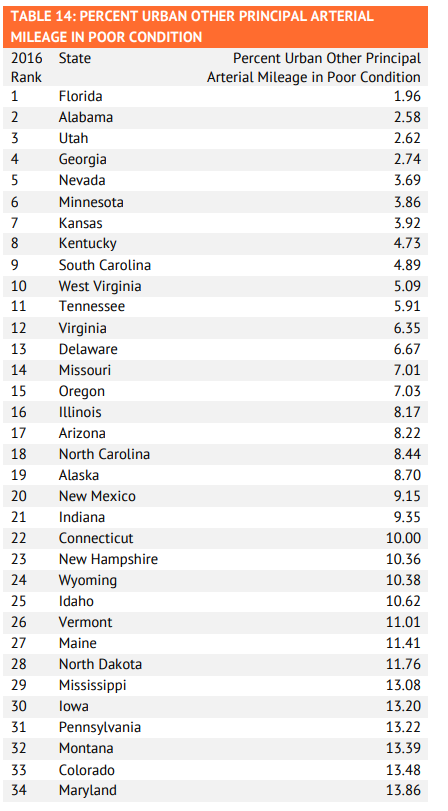 TABLE 14: PERCENT URBAN OTHER PRINCIPAL ARTERIAL
MILEAGE IN POOR CONDITION
2016 State Percent Urban Other Principal
Rank Arterial Mileage in Poor Condition
1 Florida 1.96
2 Alabama 2.58
3 Utah 2.62
4 Georgia 2.74
5 Nevada 3.69
6 Minnesota 3.86
7 Kansas 3.92
8 Kentucky 4.73
9 South Carolina 4.89
10 West Virginia 5.09
11 Tennessee 5.91
12 Virginia 6.35
13 Delaware 6.67
14 Missouri 7.01
15 Oregon 7.03
16 Illinois 8.17
17 Arizona 8.22
18 North Carolina 8.44
19 Alaska 8.70
20 New Mexico 9.15
21 Indiana 9.35
22 Connecticut 10.00
23 New Hampshire 10.36
24 Wyoming 10.38
25 Idaho 10.62
26 Vermont 11.01
27 Maine 11.41
28 North Dakota 11.76
29 Mississippi 13.08
30 Iowa 13.20
31 Pennsylvania 13.22
32 Montana 13.39
33 Colorado 13.48
34 Maryland 13.86